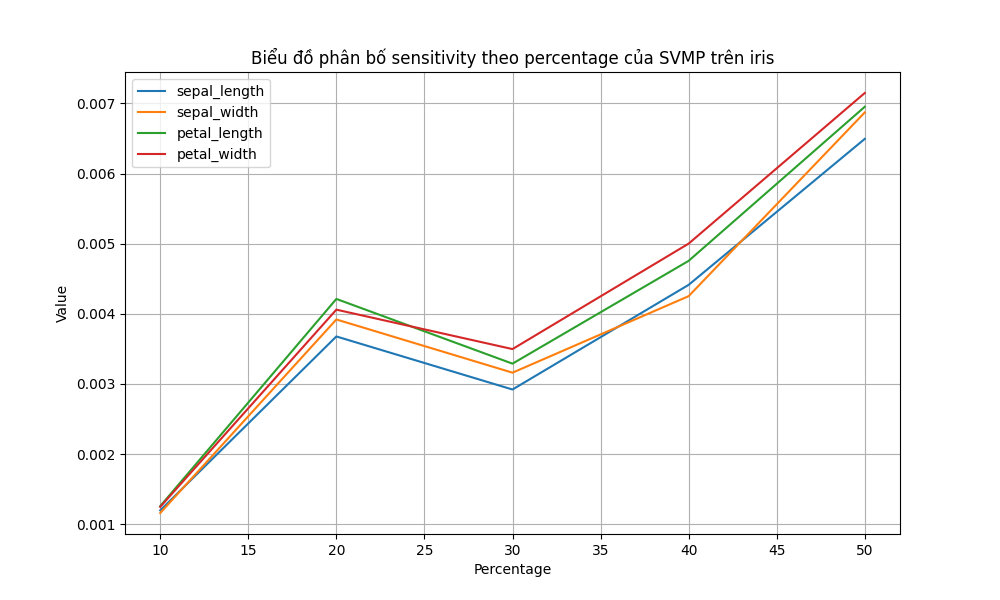 Biểu đồ phân bố sensitivity theo percentage của SVMP trên iris
sepal_length
sepal_width
petal_length
petal_width
0.007
0.006
0.005
0.004
0.003
0.002
0.001
Value
10 15 20 25 30 35 40 45 50
Percentage